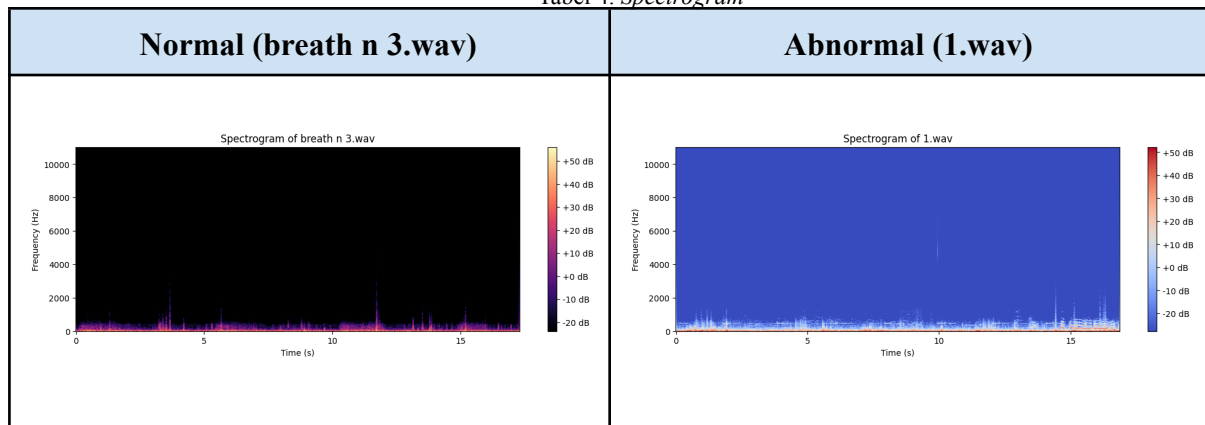 Tabel 4. Spectrogram
Normal (breath n 3.wav)
Abnormal (1.wav)
Spectrogram of breath n 3.wav
Frequency (Hz)
10000
8000
6000
4000
2000
0
0
5
10
15
Time (s)
+50 dB
+40 dB
+30 dB
+20 dB
+10 dB
+0 dB
-10 dB
-20 dB
Spectrogram of 1.wav
Frequency (Hz)
10000
8000
6000
4000
2000
0
0
5
10
15
Time (s)
+50 dB
+40 dB
+30 dB
+20 dB
+10 dB
+0 dB
-10 dB
-20 dB